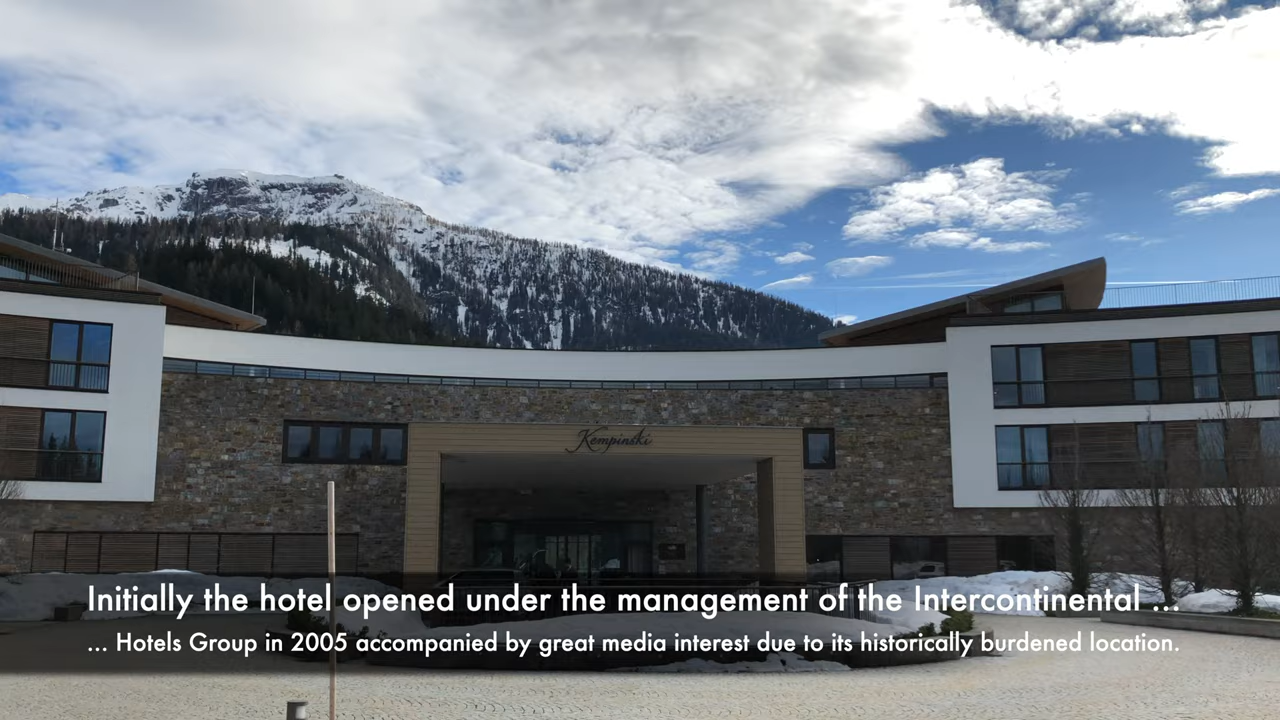 Kempinski
Initially the hotel opened under the management of the Intercontinental ...
... Hotels Group in 2005 accompanied by great media interest due to its historically burdened location.